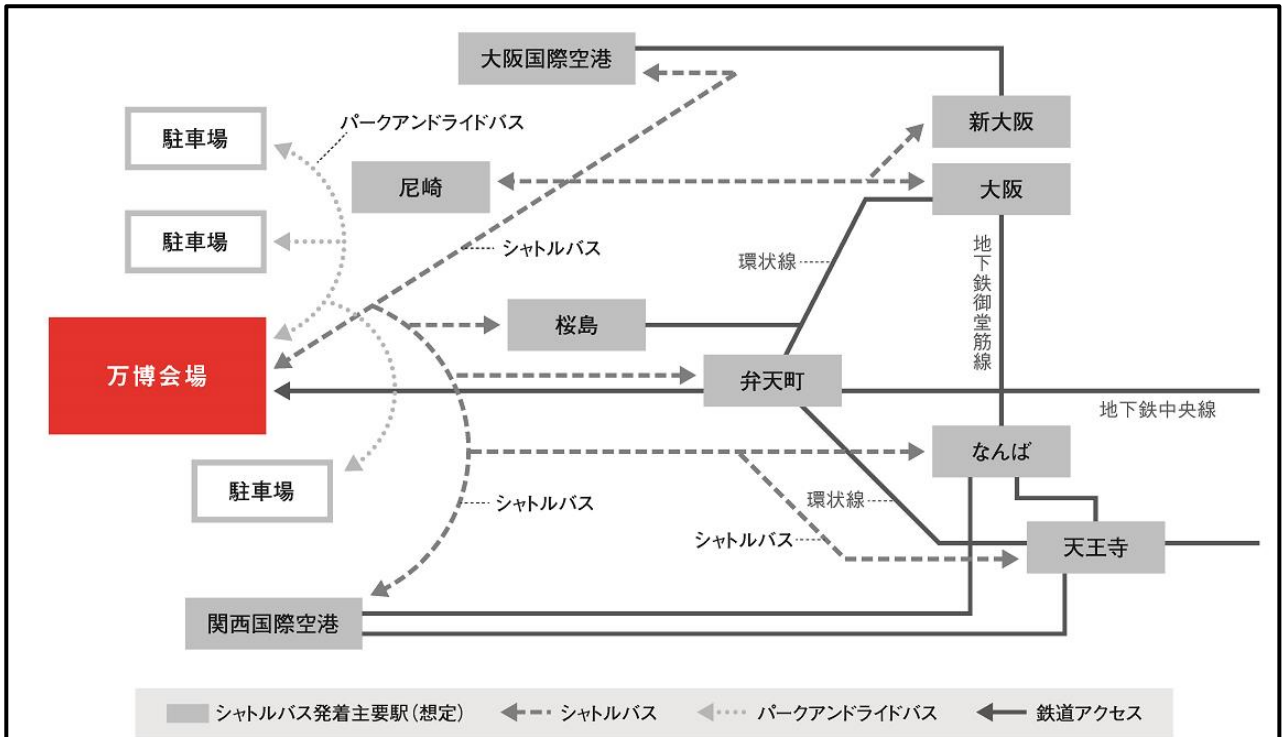 大阪国際空港
新大阪
駐車場
パークアンドライドバス
尼崎
大阪
駐車場
シャトルバス
環状線
地下鉄御堂筋線
桜島
万博会場
弁天町
地下鉄中央線
なんば
駐車場
シャトルバス
環状線
シャトルバス
天王寺
関西国際空港
シャトルバス発着主要駅(想定)
シャトルバス
パークアンドライドバス
鉄道アクセス